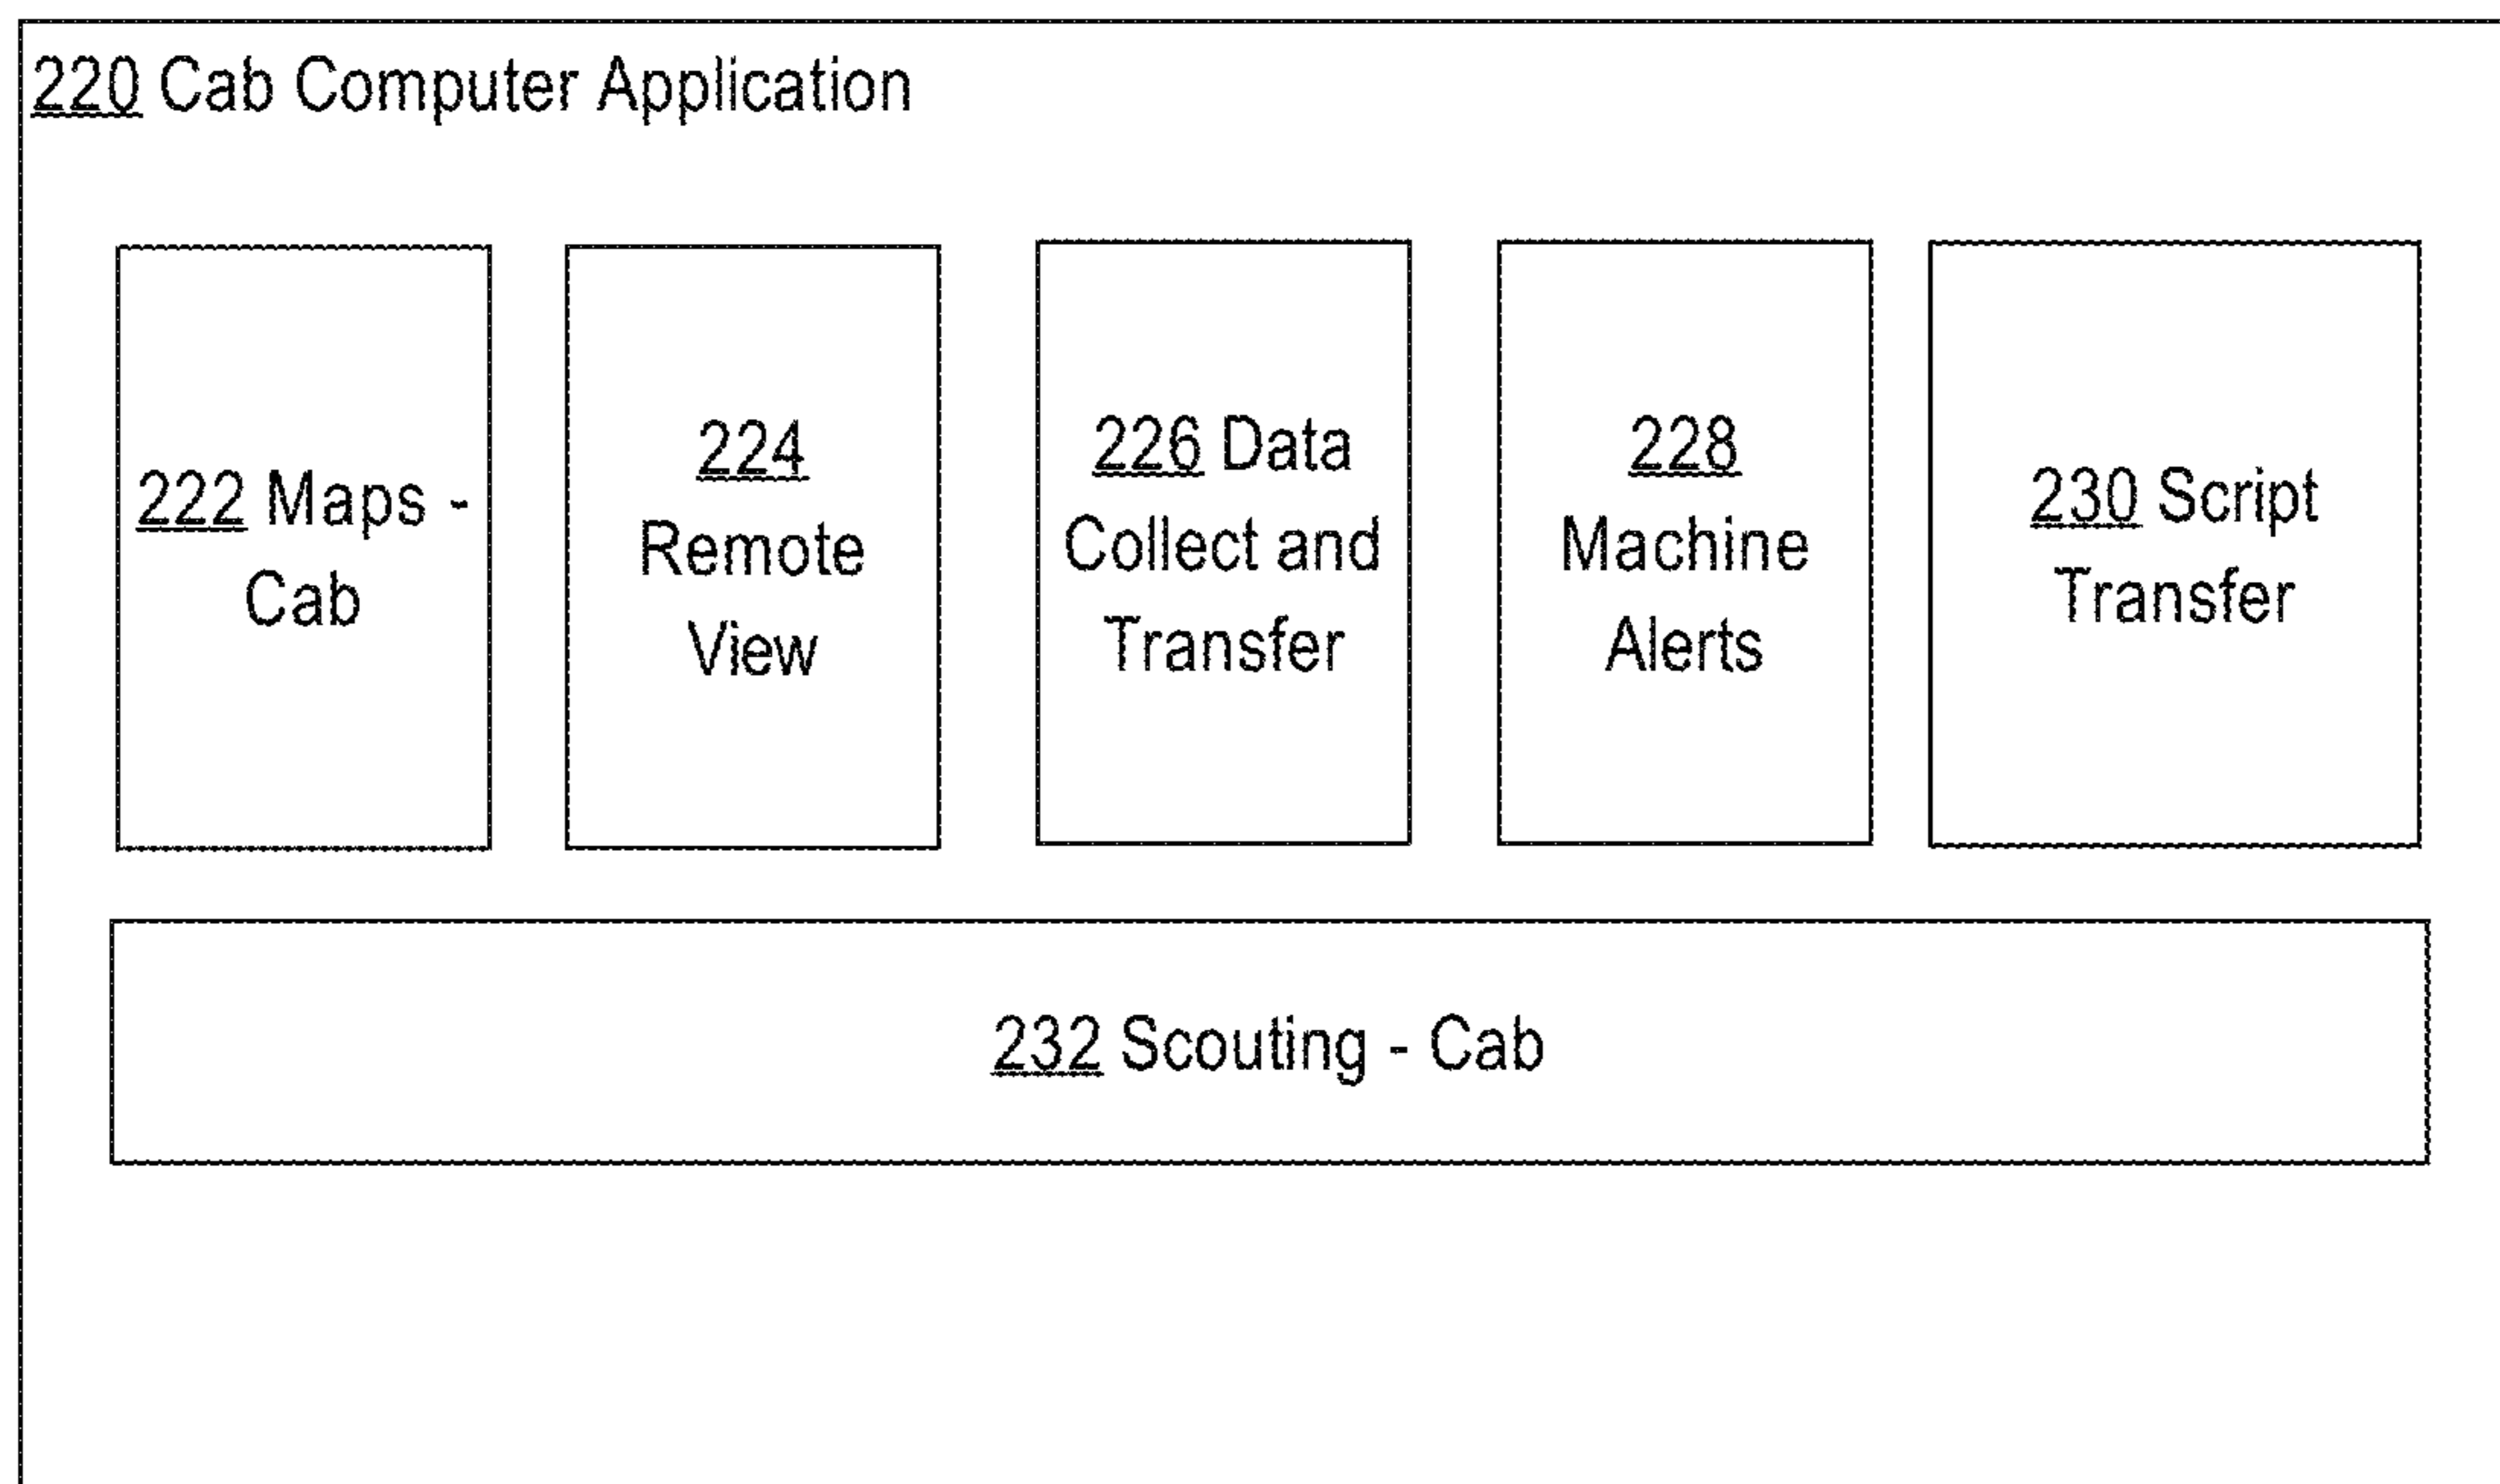 220 Cab Computer Application
222 Maps -
Cab
224
Remote
View
226 Data
Collect and
Transfer
228
Machine
Alerts
230 Script
Transfer
232 Scouting - Cab